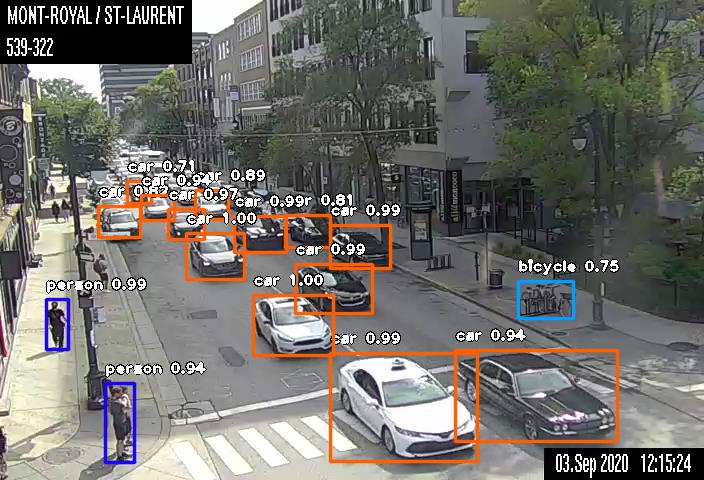 MONT-ROYAL / ST-LAURENT
539-322
car 0.71
car 0.89
car 0.94
car 0.82
car 0.97
car 0.99
car 0.81
car 0.99
car 1.00
car 0.99
person 0.99
car 1.00
bicycle 0.75
car 0.99
car 0.94
person 0.94
03.Sep 2020 12:15:24